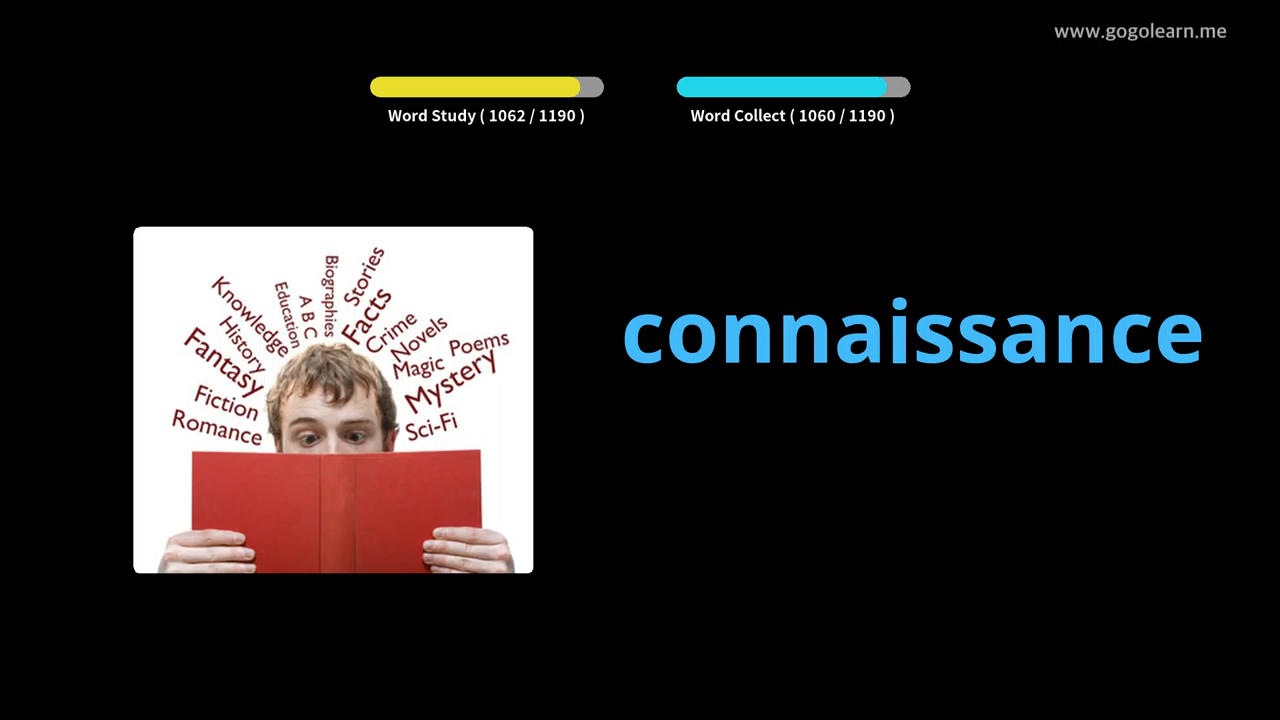 www.gogolearn.me
Word Study ( 1062 / 1190 )
Word Collect ( 1060 / 1190 )
connaissance
Romance
Fiction
Fantasy
History
Knowledge
Education
A B C
Biographies
Stories
Facts
Crime
Novels
Magic
Poems
Mystery
Sci-Fi